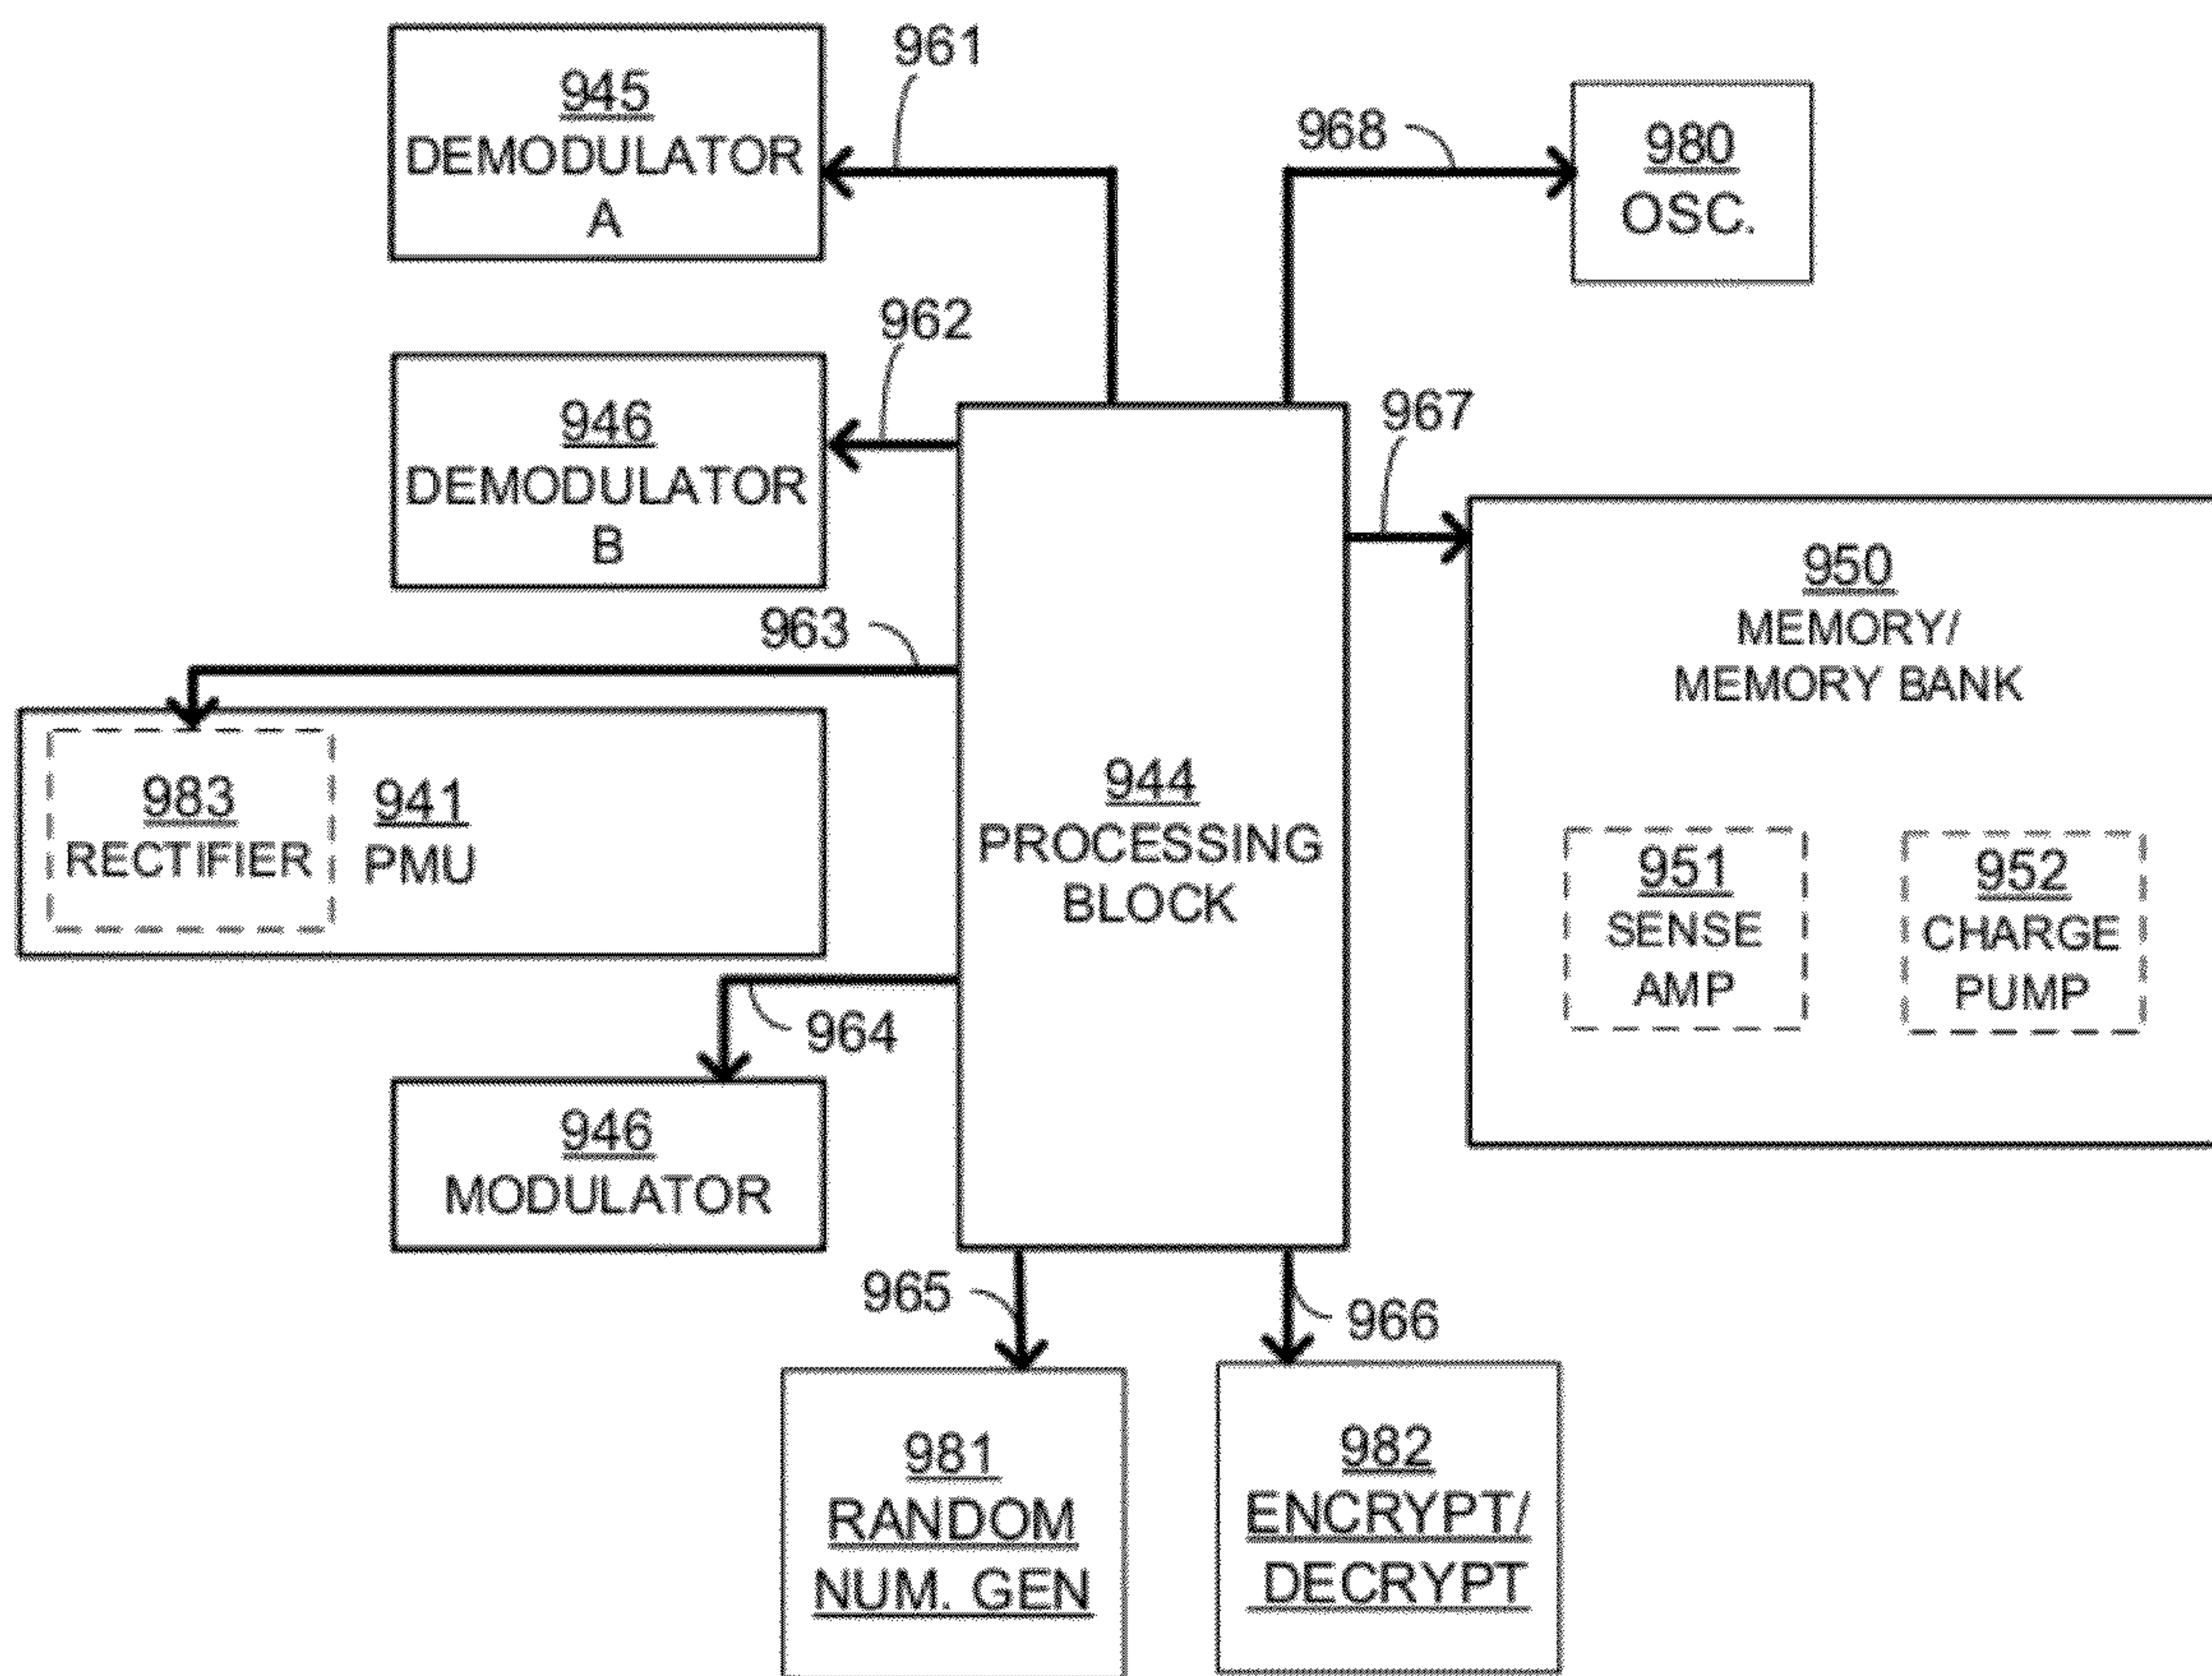 961
945
DEMODULATOR
A
968
980
OSC.
962
946
DEMODULATOR
B
967
963
950
MEMORY/
MEMORY BANK
983
RECTIFIER
941
PMU
944
PROCESSING
BLOCK
951
SENSE
AMP
952
CHARGE
PUMP
964
946
MODULATOR
965
966
981
RANDOM
NUM. GEN
982
ENCRYPT/
DECRYPT